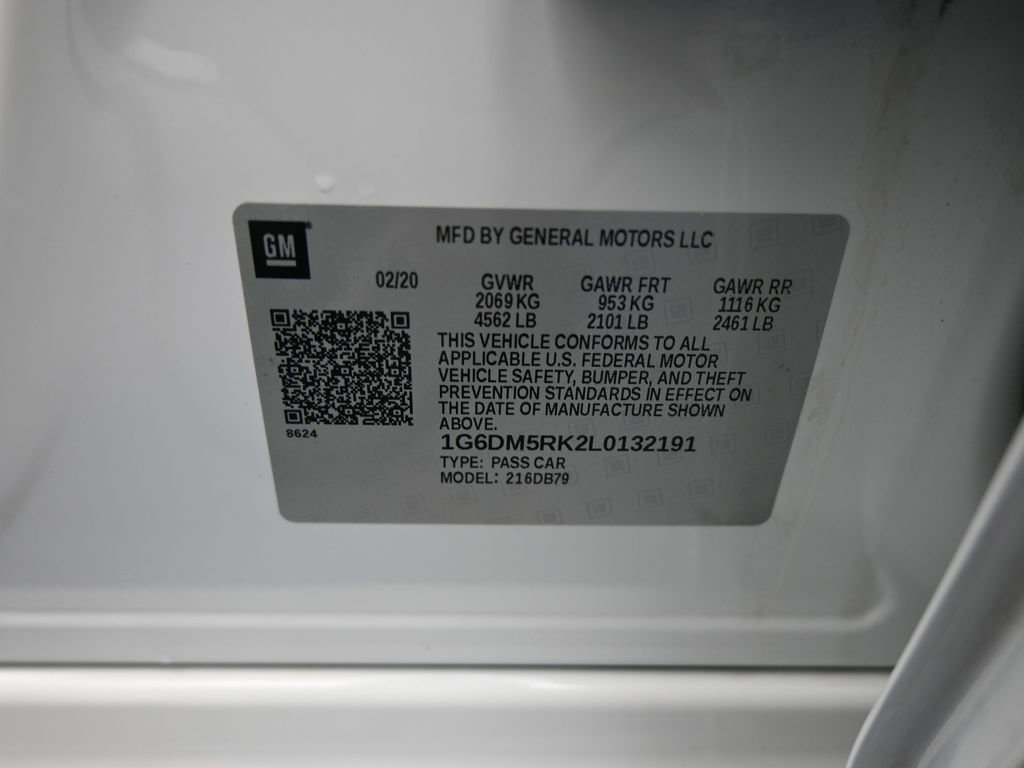 GM
MFD BY GENERAL MOTORS LLC
02/20 GVWR GAWR FRT GAWR RR
2069 KG 953 KG 1116 KG
4562 LB 2101 LB 2461 LB
THIS VEHICLE CONFORMS TO ALL
APPLICABLE U.S. FEDERAL MOTOR
VEHICLE SAFETY, BUMPER, AND THEFT
PREVENTION STANDARDS IN EFFECT ON
THE DATE OF MANUFACTURE SHOWN
ABOVE.
8624
1G6DM5RK2L0132191
TYPE: PASS CAR
MODEL: 216DB79